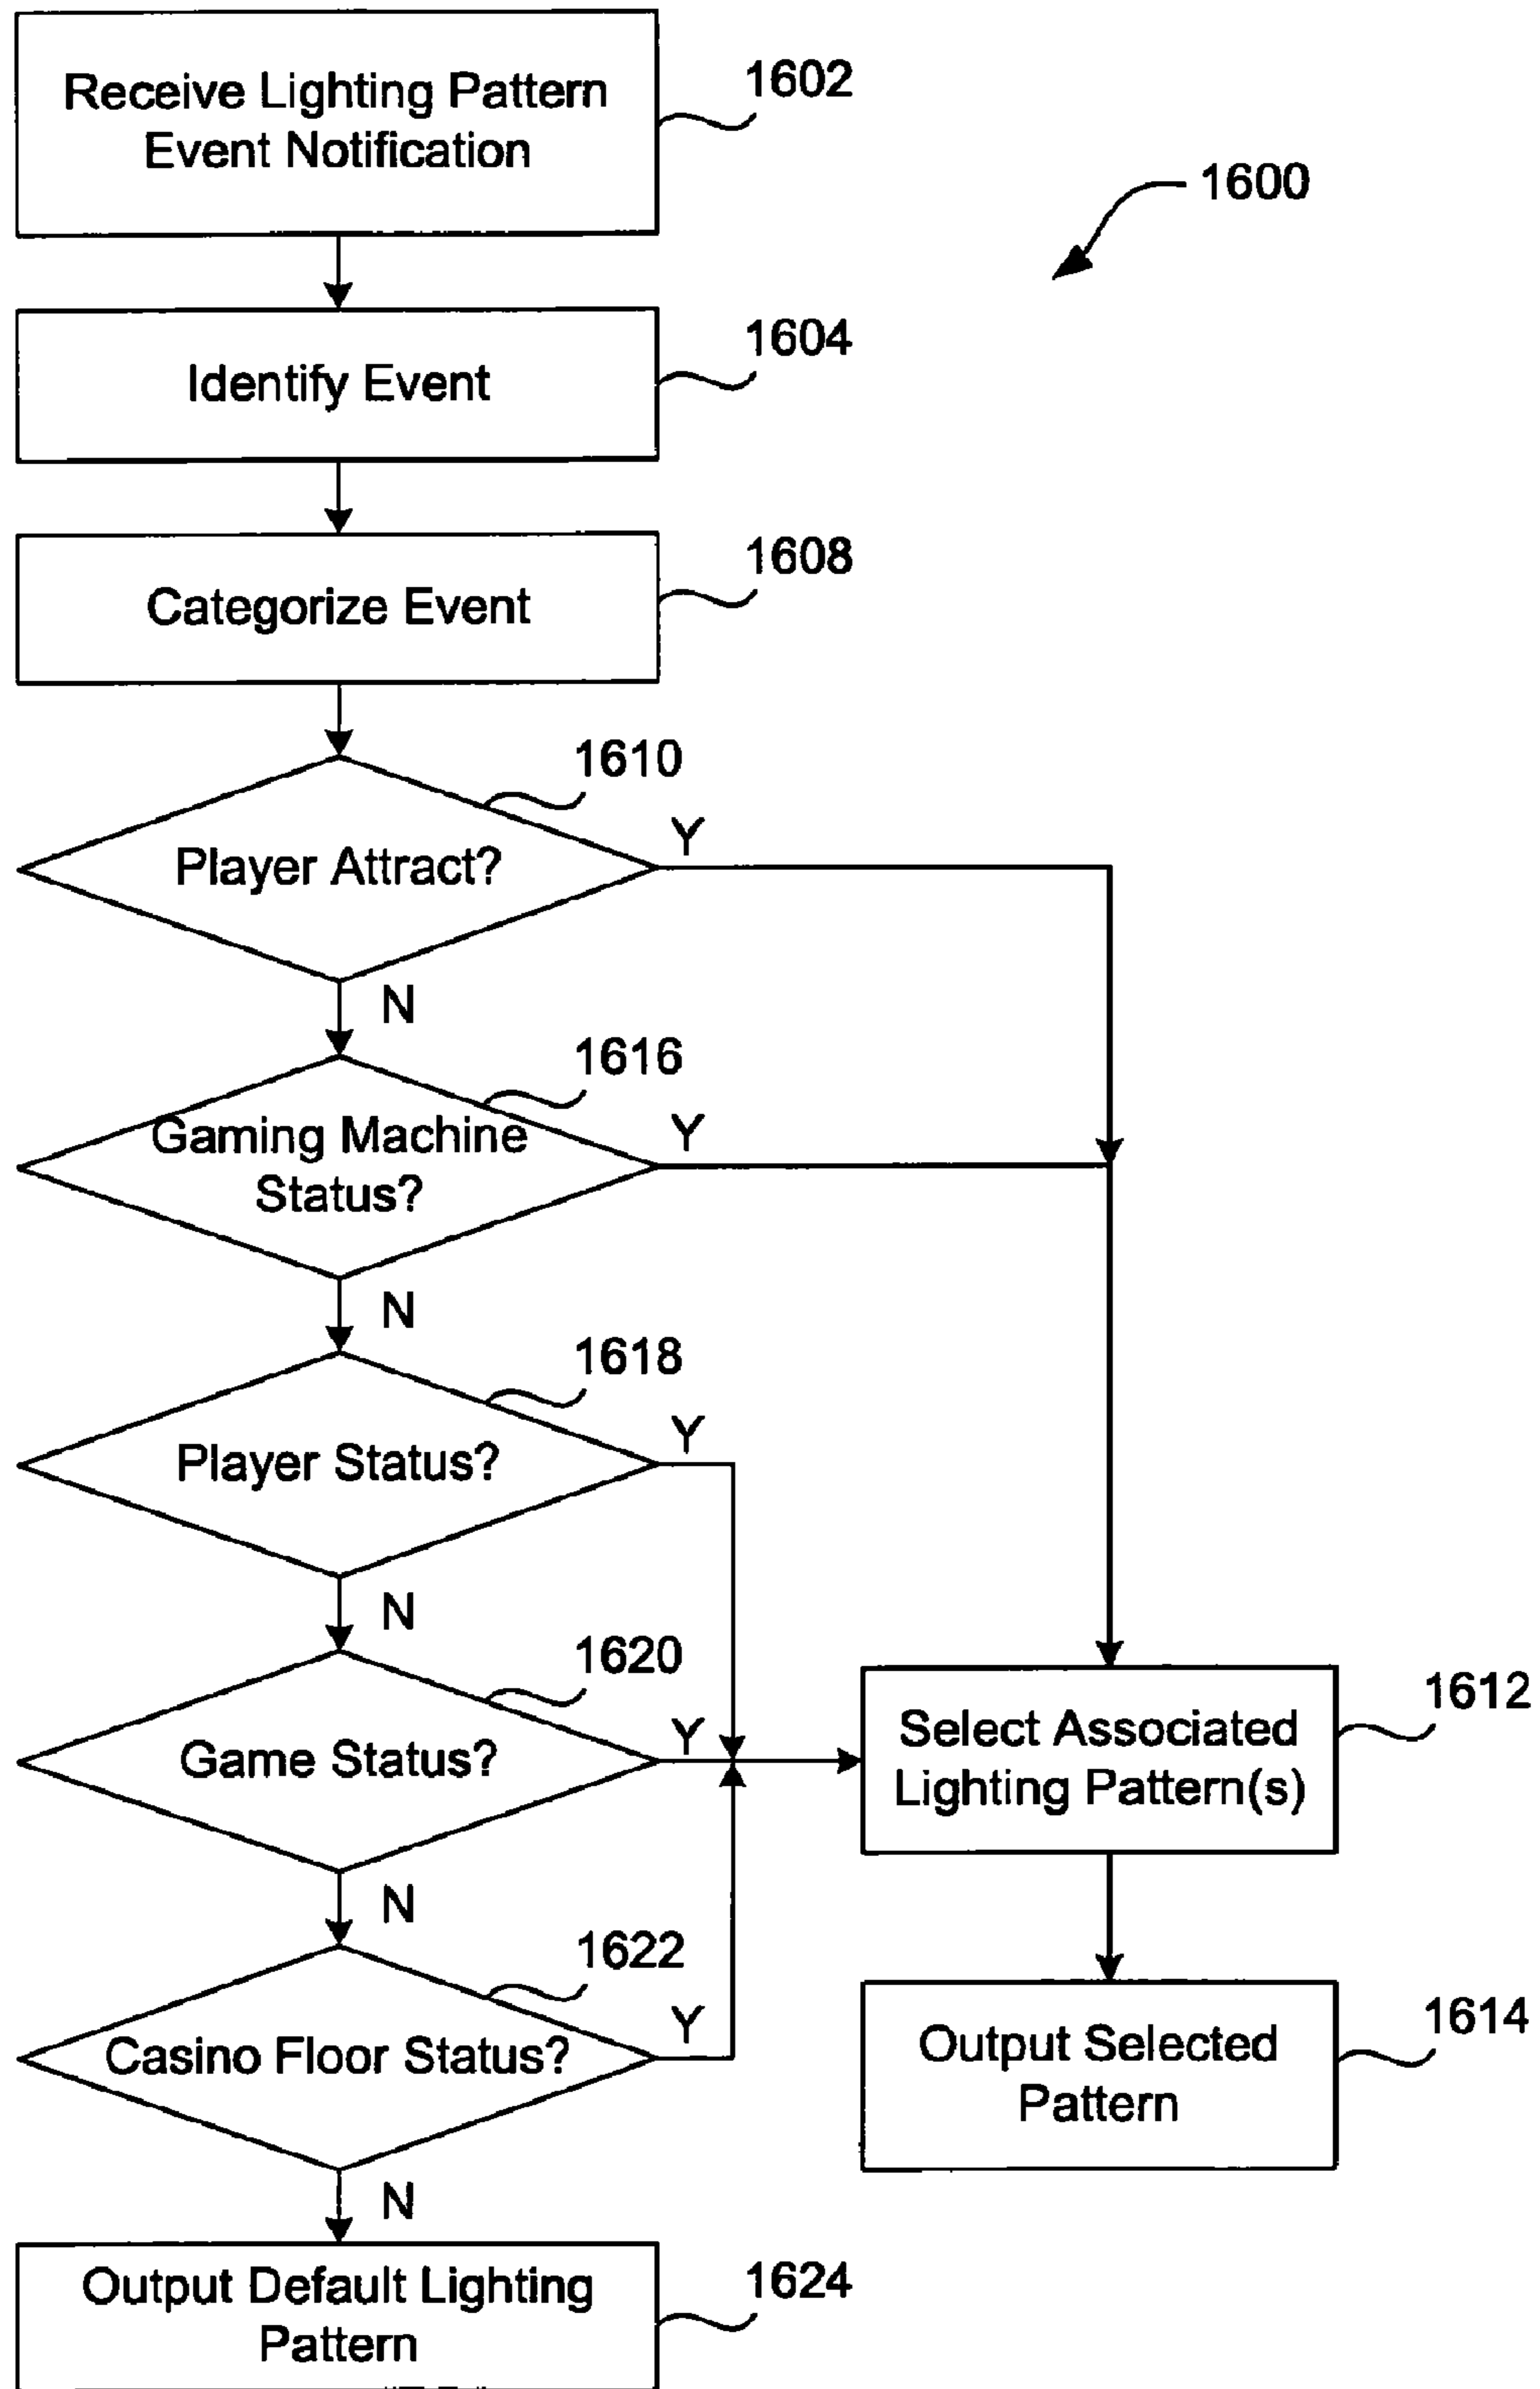 Receive Lighting Pattern
Event Notification
1602
1600
Identify Event
1604
Categorize Event
1608
1610
Player Attract?
Y
N
1616
Gaming Machine
Status?
Y
N
1618
Player Status?
Y
N
1620
Game Status?
Y
N
Select Associated
Lighting Pattern(s)
1612
1622
Casino Floor Status?
Y
N
Output Selected
Pattern
1614
Output Default Lighting
Pattern
1624